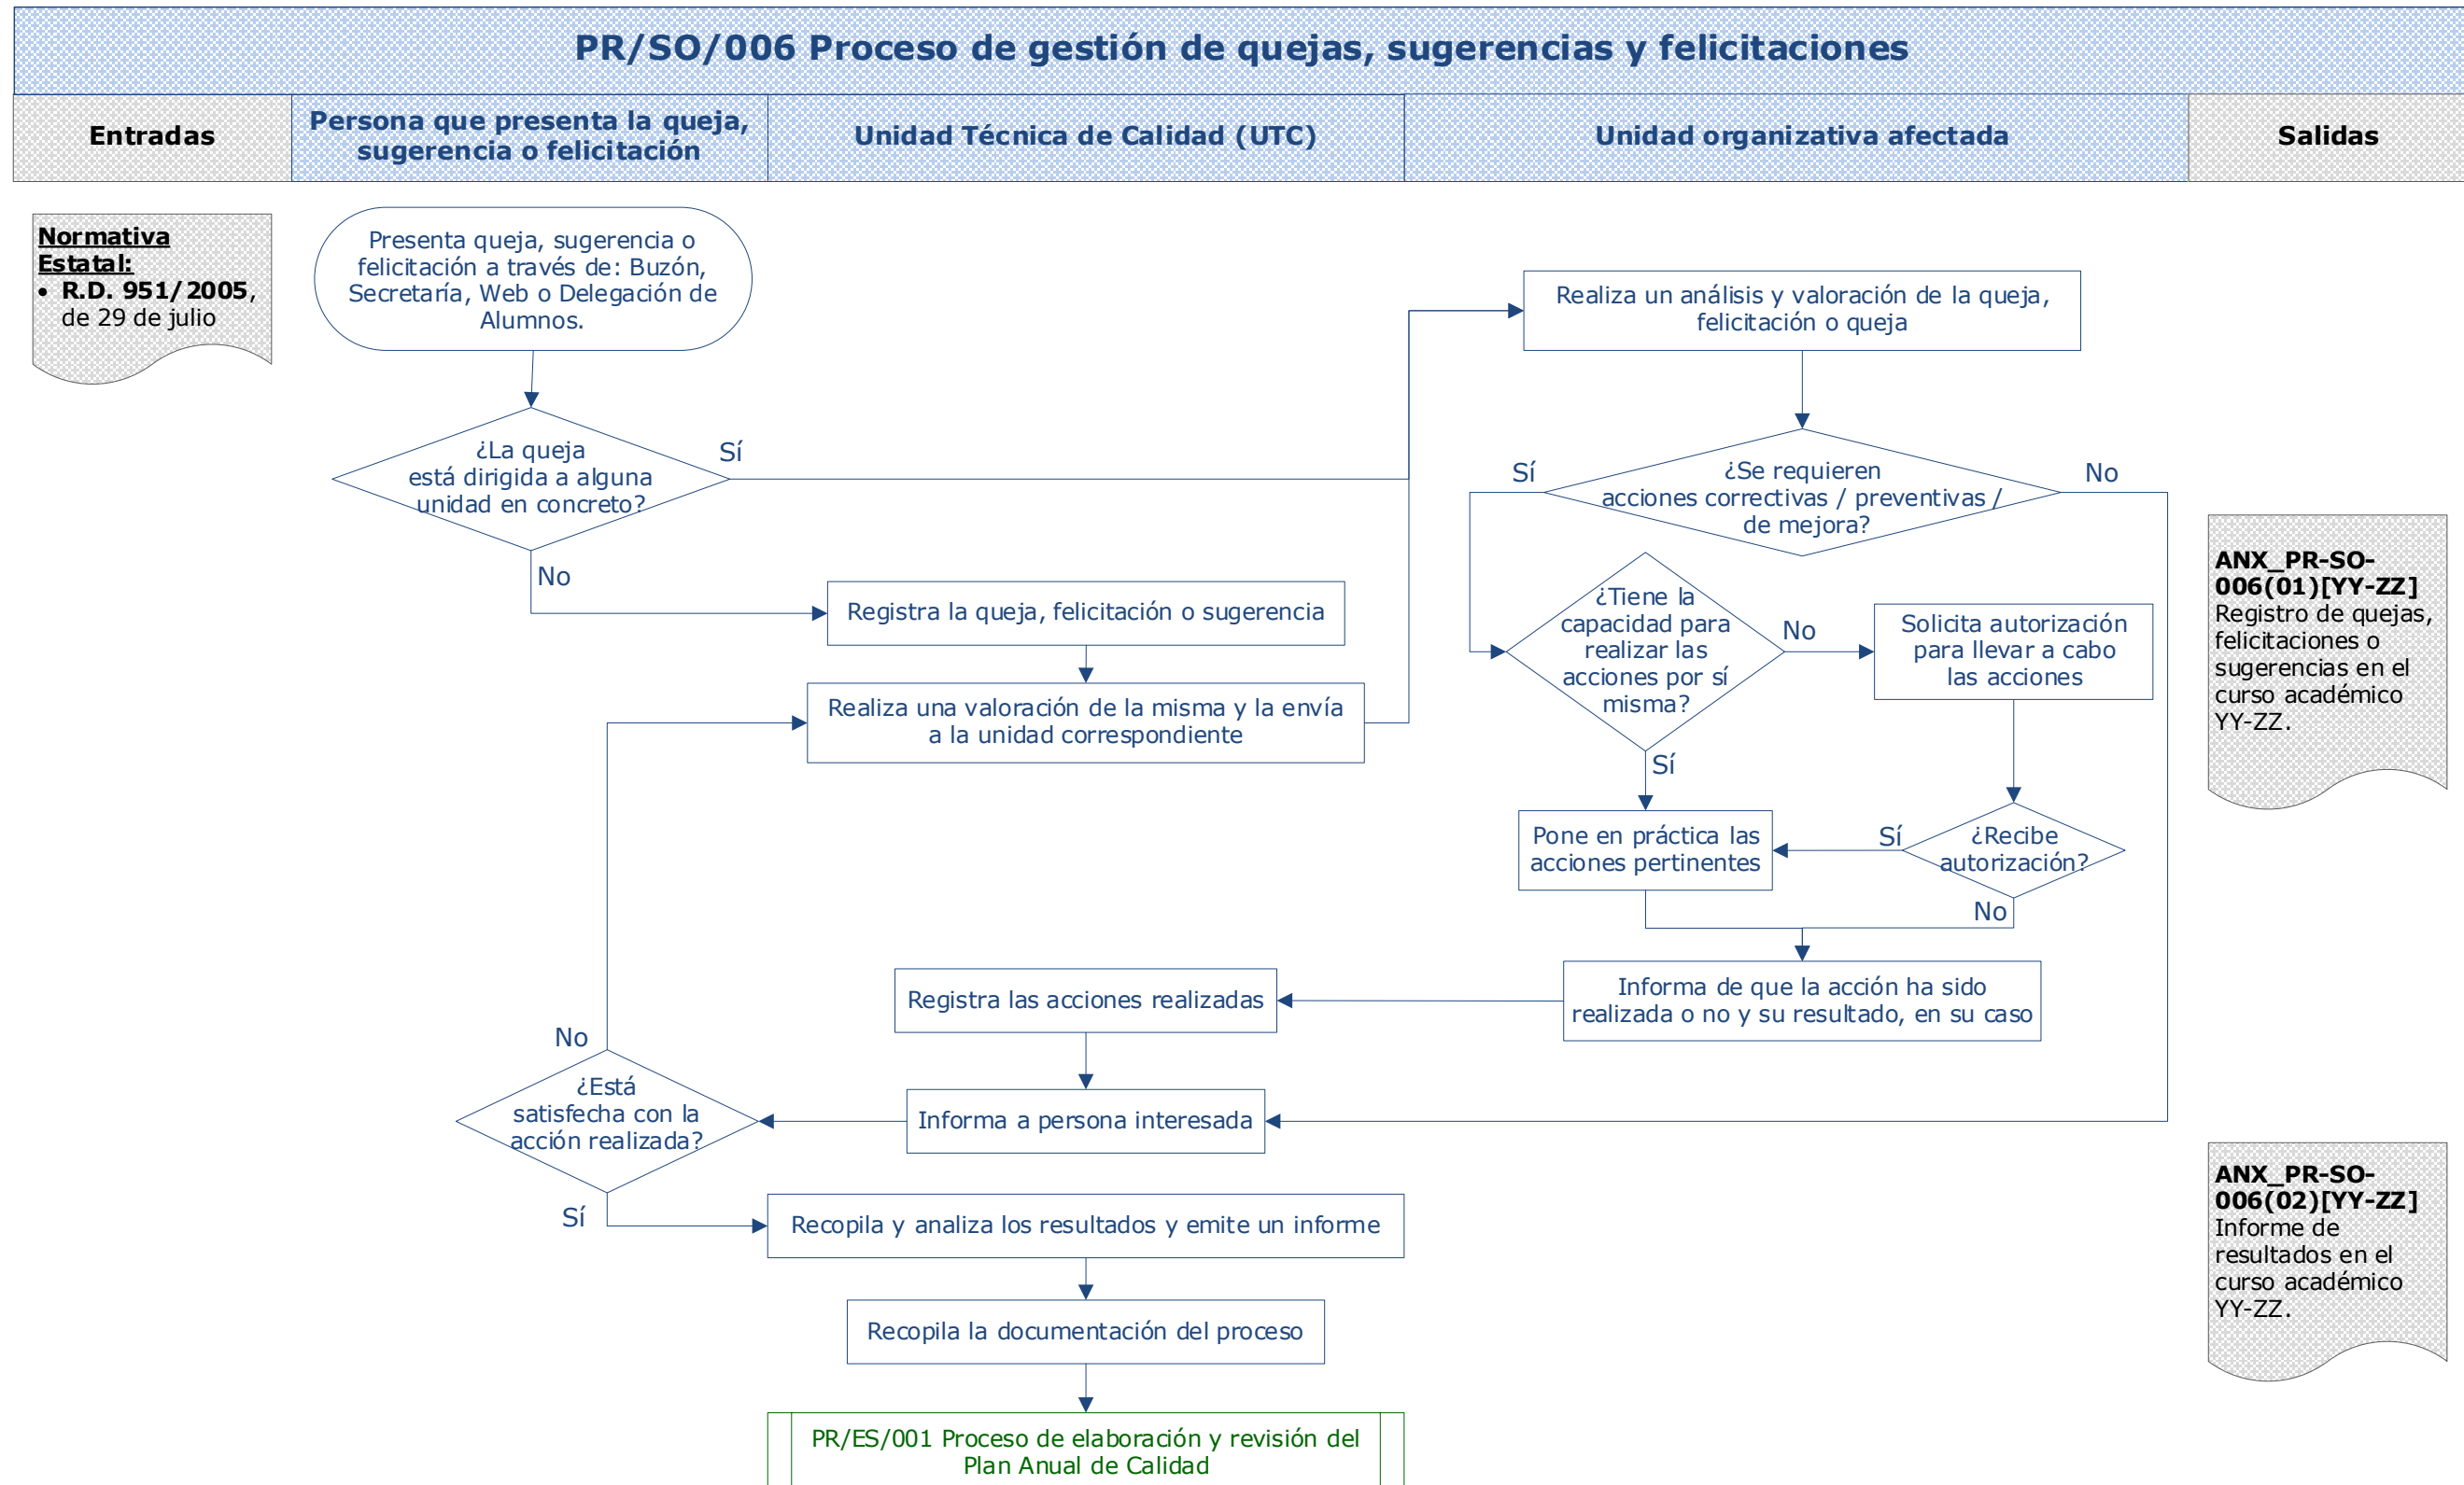 PR/SO/006 Proceso de gestión de quejas, sugerencias y felicitaciones
Entradas
Persona que presenta la queja,
sugerencia o felicitación
Unidad Técnica de Calidad (UTC)
Unidad organizativa afectada
Salidas
Normativa
Estatal:
• R.D. 951/2005,
de 29 de julio
Presenta queja, sugerencia o
felicitación a través de: Buzón,
Secretaría, Web o Delegación de
Alumnos.
Realiza un análisis y valoración de la queja,
felicitación o queja
¿La queja
está dirigida a alguna
unidad en concreto?
Sí
No
¿Se requieren
acciones correctivas / preventivas /
de mejora?
Sí
No
Registra la queja, felicitación o sugerencia
Realiza una valoración de la misma y la envía
a la unidad correspondiente
¿Tiene la
capacidad para
realizar las
acciones por sí
misma?
No
Sí
Solicita autorización
para llevar a cabo
las acciones
ANX_PR-SO-
006(01)[YY-ZZ]
Registro de quejas,
felicitaciones o
sugerencias en el
curso académico
YY-ZZ.
Pone en práctica las
acciones pertinentes
Sí
¿Recibe
autorización?
No
Registra las acciones realizadas
Informa de que la acción ha sido
realizada o no y su resultado, en su caso
No
¿Está
satisfecha con la
acción realizada?
Sí
Informa a persona interesada
Recopila y analiza los resultados y emite un informe
ANX_PR-SO-
006(02)[YY-ZZ]
Informe de
resultados en el
curso académico
YY-ZZ.
Recopila la documentación del proceso
PR/ES/001 Proceso de elaboración y revisión del
Plan Anual de Calidad